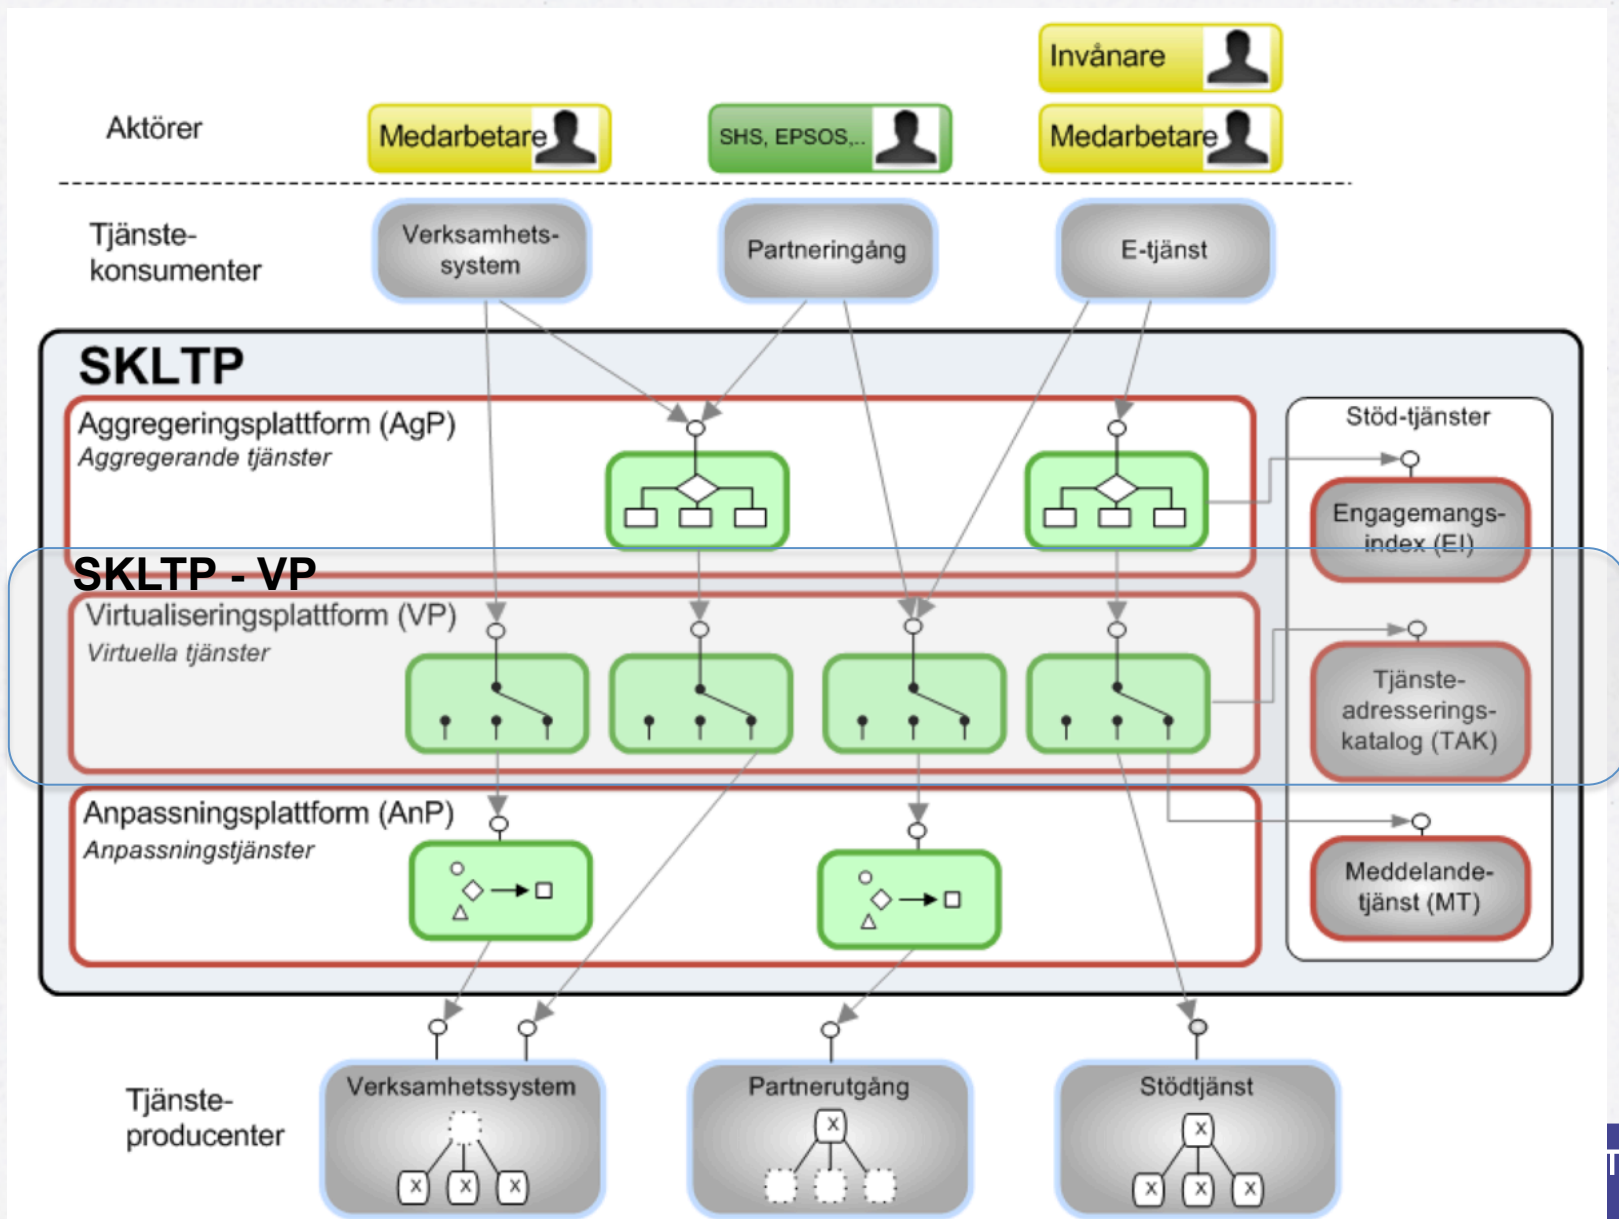 Invånare
Aktörer
Medarbetare
SHS, EPSOS,..
Medarbetare
Tjänste-
konsumenter
Verksamhets-
system
Partneringång
E-tjänst
SKLTP
Aggregeringsplattform (AgP)
Aggregerande tjänster
Stöd-tjänster
Engagemangs-
index (EI)
SKLTP - VP
Virtualiseringsplattform (VP)
Virtuella tjänster
Tjänste-
adresserings-
katalog (TAK)
Anpassningsplattform (AnP)
Anpassningstjänster
Meddelande-
tjänst (MT)
Tjänste-
producenter
Verksamhetssystem
X X X
Partnerutgång
X
Stödtjänst
X
X X X